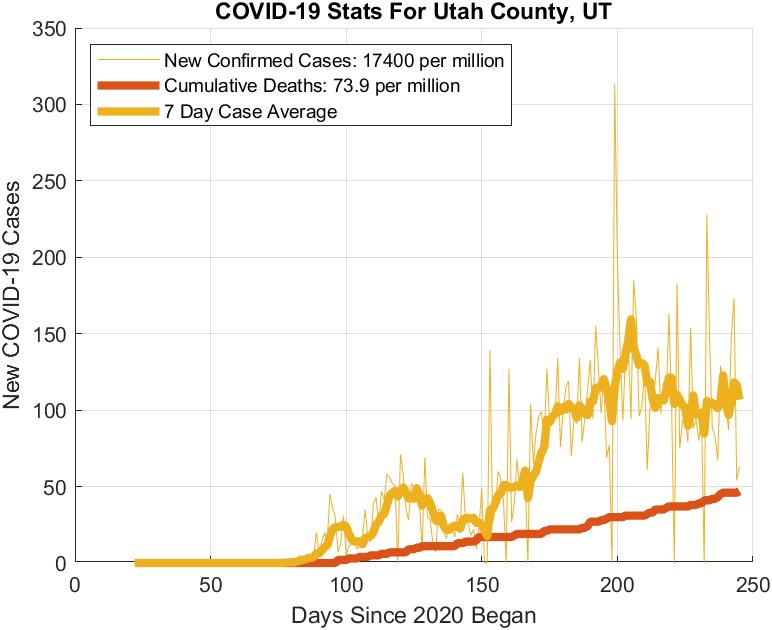 COVID-19 Stats For Utah County, UT
New Confirmed Cases: 17400 per million
Cumulative Deaths: 73.9 per million
7 Day Case Average
New COVID-19 Cases
350
300
250
200
150
100
50
0
0 50 100 150 200 250
Days Since 2020 Began